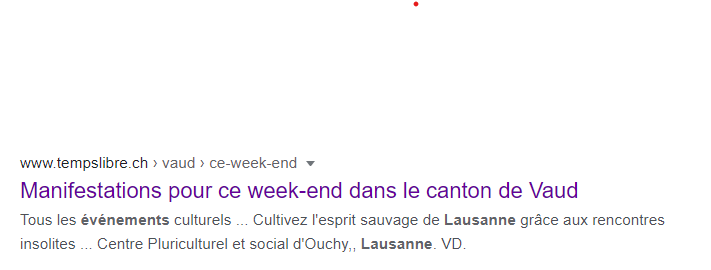 www.tempslibre.ch › vaud › ce-week-end
Manifestations pour ce week-end dans le canton de Vaud
Tous les événements culturels ... Cultivez l'esprit sauvage de Lausanne grâce aux rencontres
insolites ... Centre Pluriculturel et social d'Ouchy,, Lausanne. VD.